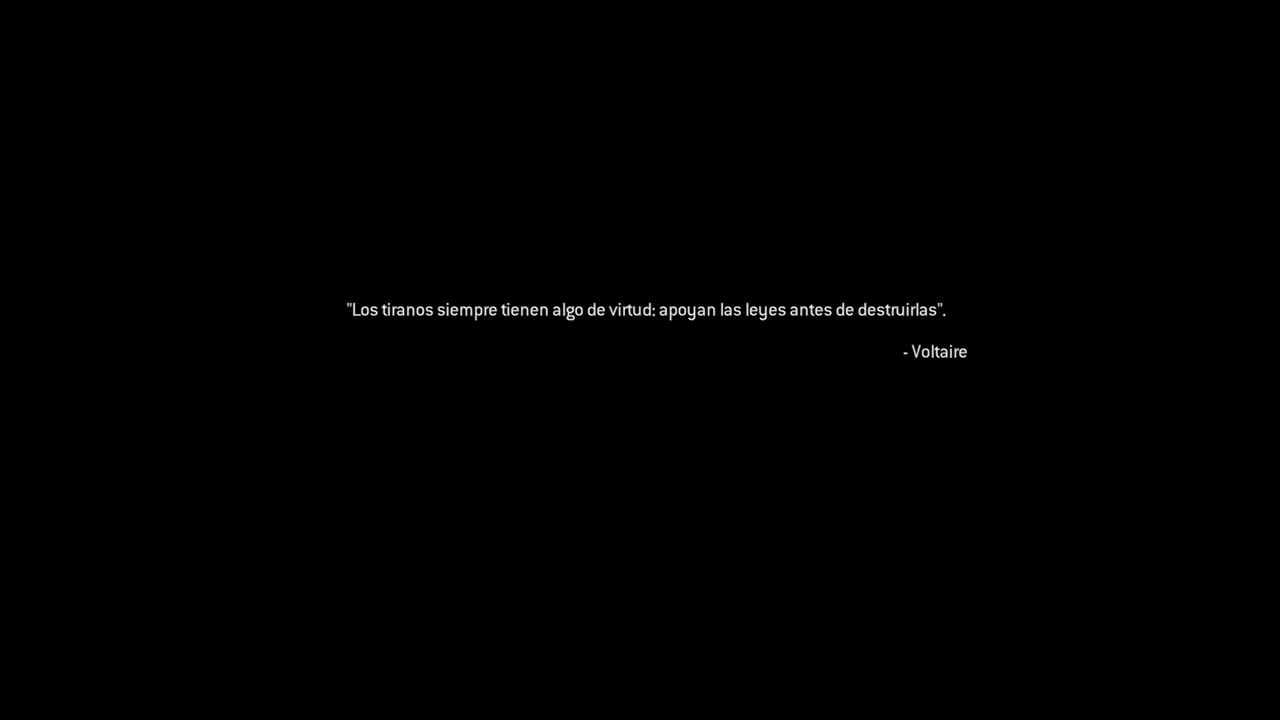 "Los tiranos siempre tienen algo de virtud: apoyan las leyes antes de destruirlas".
- Voltaire